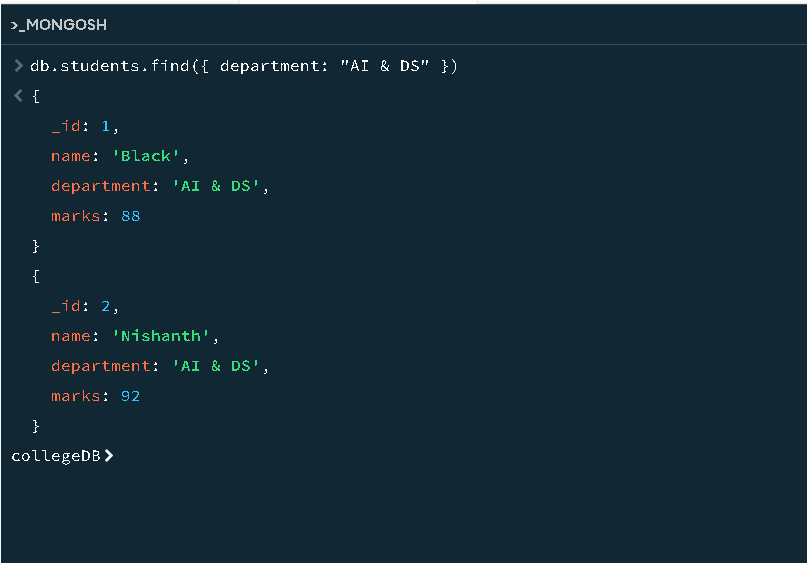 >_MONGOSH
> db.students.find({ department: "AI & DS" })
< {
_id: 1,
name: 'Black',
department: 'AI & DS',
marks: 88
}
{
_id: 2,
name: 'Nishanth',
department: 'AI & DS',
marks: 92
}
collegeDB>